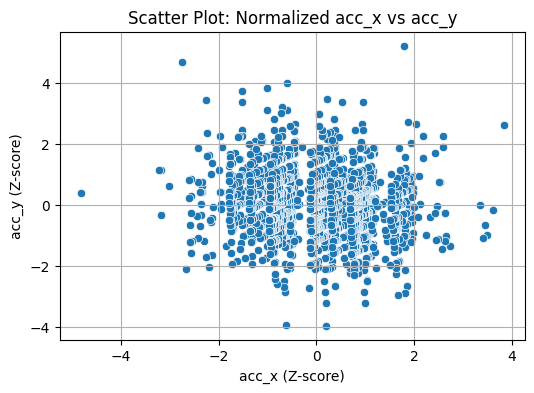 Scatter Plot: Normalized acc_x vs acc_y
4
2
0
−2
−4
acc_y (Z-score)
−4 −2 0 2 4
acc_x (Z-score)